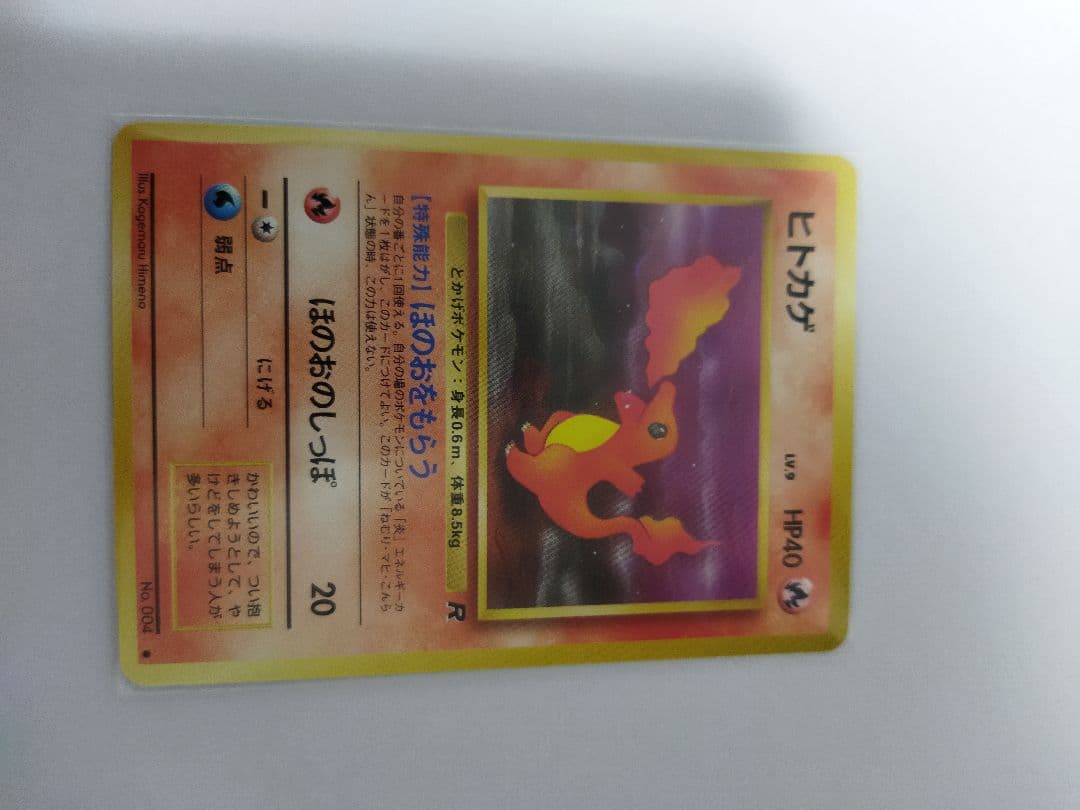 ヒトカゲ LV.9 HP40
とかげポケモン:身長0.6m、体重8.5kg
R
[特殊能力] ほのおをもらう
自分の番ごとに1回使える。自分の場のポケモンについている「炎」エネルギーカ
ードを1枚はがし、このカードにつけてよい。このカードが「ねむり・マヒ・こんら
ん」状態の時、この力は使えない。
ほのおのしっぽ 20
にげる
弱点
かわいいので、つい抱
きしめようとして、や
けどをしてしまう人が
多いらしい。
Illus. Kagemaru Himeno No. 004